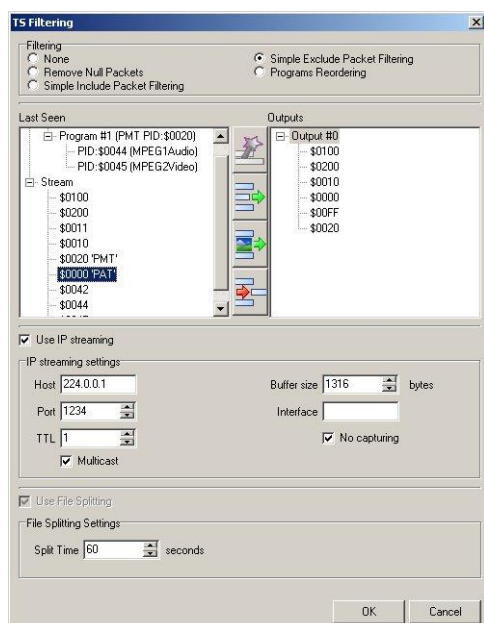 TS Filtering
Filtering
None
Simple Exclude Packet Filtering
Remove Null Packets
Programs Reordering
Simple Include Packet Filtering
Last Seen
Outputs
Program #1 (PMT PID:$0020)
PID:$0044 (MPEG1Audio)
PID:$0045 (MPEG2Video)
Stream
$0100
$0200
$0011
$0010
$0020 'PMT'
$0000 'PAT'
$0042
$0044
Output #0
$0100
$0200
$0010
$0000
$00FF
$0020
Use IP streaming
IP streaming settings
Host 224.0.0.1
Buffer size 1316 bytes
Port 1234
Interface
TTL 1
No capturing
Multicast
Use File Splitting
File Splitting Settings
Split Time 60 seconds
OK
Cancel